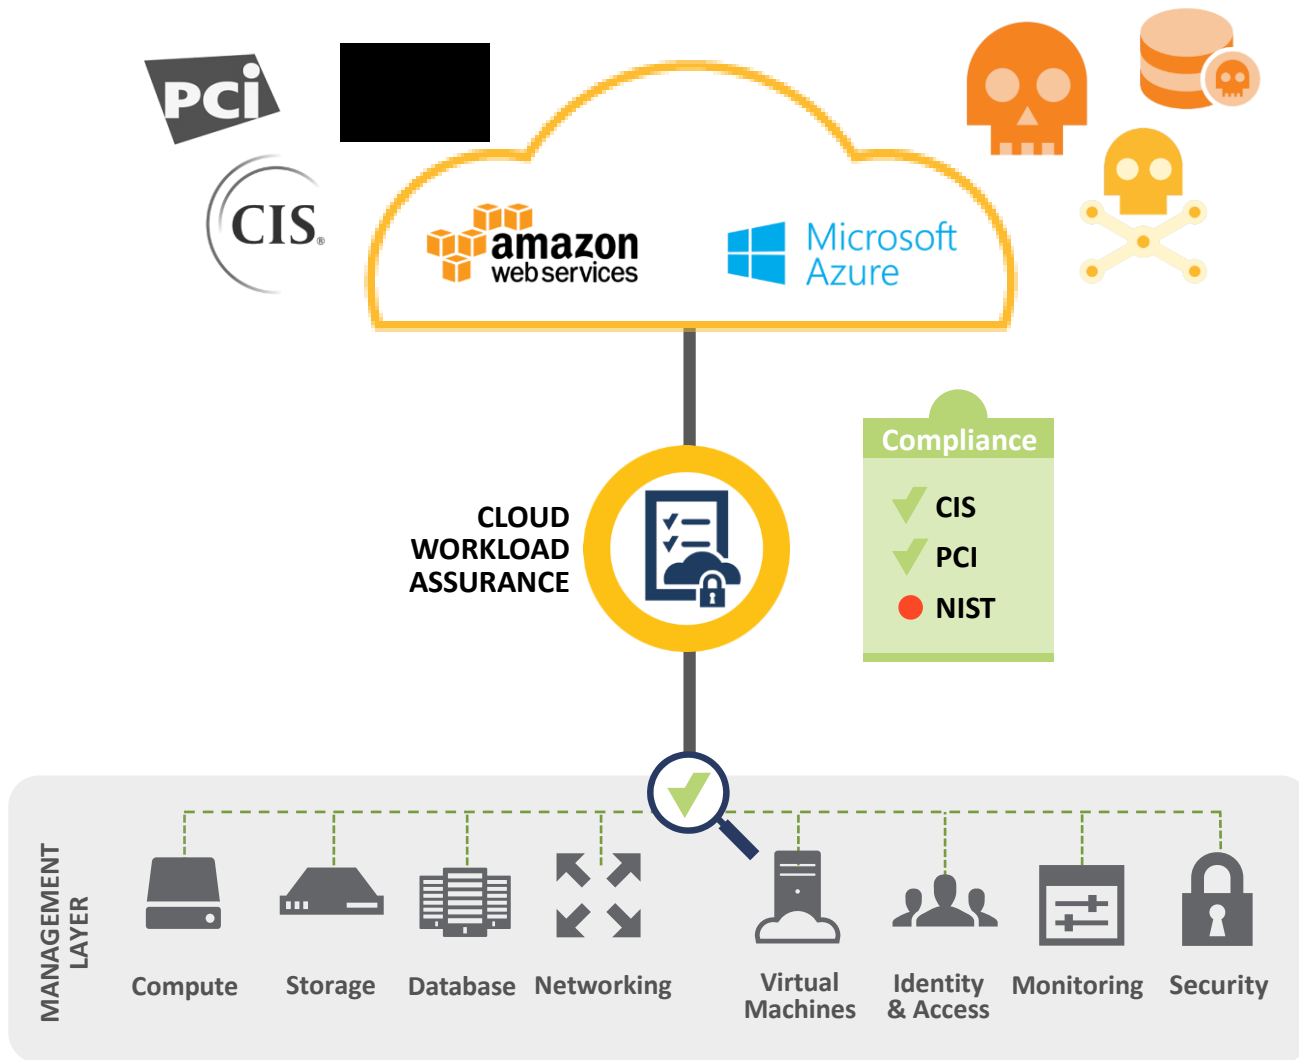 PCi
CIS®
amazon
web services
Microsoft
Azure
CLOUD
WORKLOAD
ASSURANCE
Compliance
CIS
PCI
NIST
MANAGEMENT
LAYER
Compute
Storage
Database
Networking
Virtual
Machines
Identity
& Access
Monitoring
Security